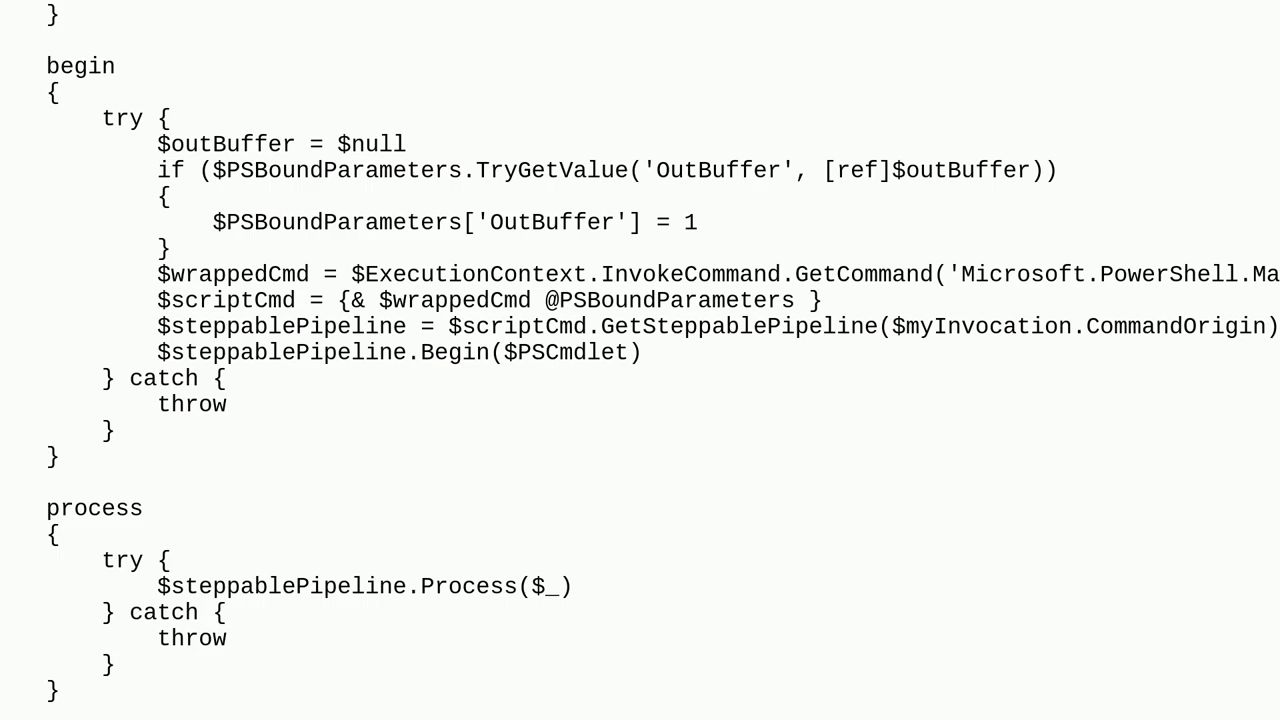 }
begin
{
try {
$outBuffer = $null
if ($PSBoundParameters.TryGetValue('OutBuffer', [ref]$outBuffer))
{
$PSBoundParameters['OutBuffer'] = 1
}
$wrappedCmd = $ExecutionContext.InvokeCommand.GetCommand('Microsoft.PowerShell.Ma
$scriptCmd = {& $wrappedCmd @PSBoundParameters }
$steppablePipeline = $scriptCmd.GetSteppablePipeline($myInvocation.CommandOrigin)
$steppablePipeline.Begin($PSCmdlet)
} catch {
throw
}
}
process
{
try {
$steppablePipeline.Process($_)
} catch {
throw
}
}